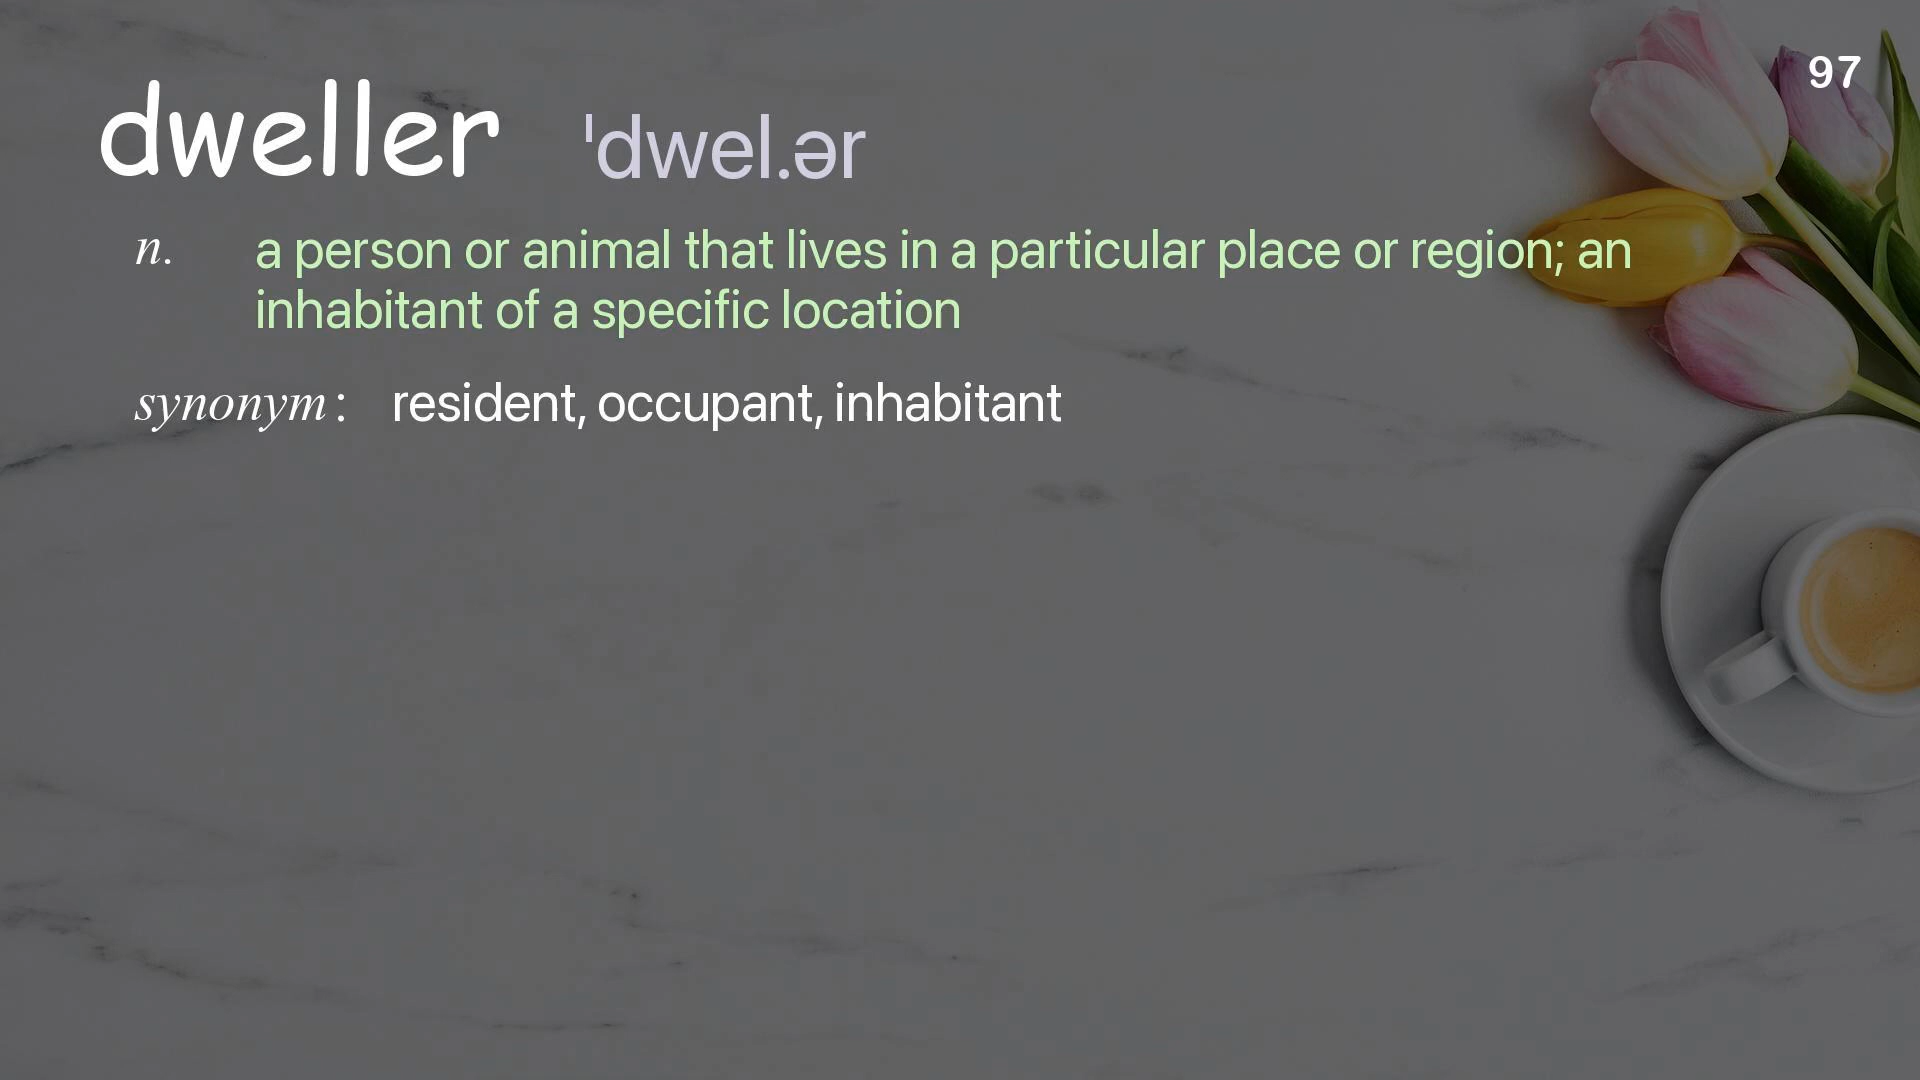 97
dweller ˈdwel.ər
n. a person or animal that lives in a particular place or region; an
inhabitant of a specific location
synonym : resident, occupant, inhabitant